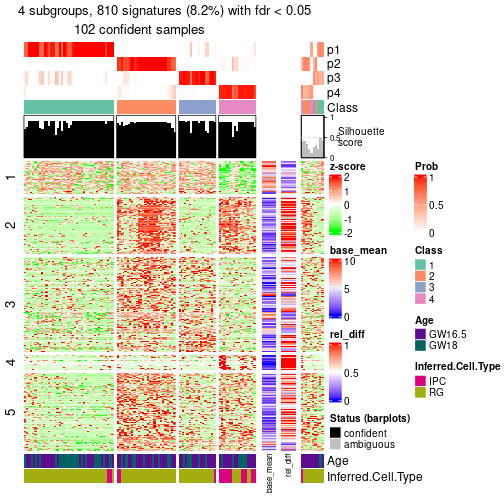 4 subgroups, 810 signatures (8.2%) with fdr < 0.05
102 confident samples
p1
p2
p3
p4
Class
1
0.5
0
Silhouette
score
1
2
3
4
5
z-score
2
1
0
-1
-2
Prob
1
0.5
0
base_mean
10
5
0
Class
1
2
3
4
rel_diff
1
0.5
0
Age
GW16.5
GW18
Inferred.Cell.Type
IPC
RG
Status (barplots)
confident
ambiguous
Age
Inferred.Cell.Type
base_mean
rel_diff